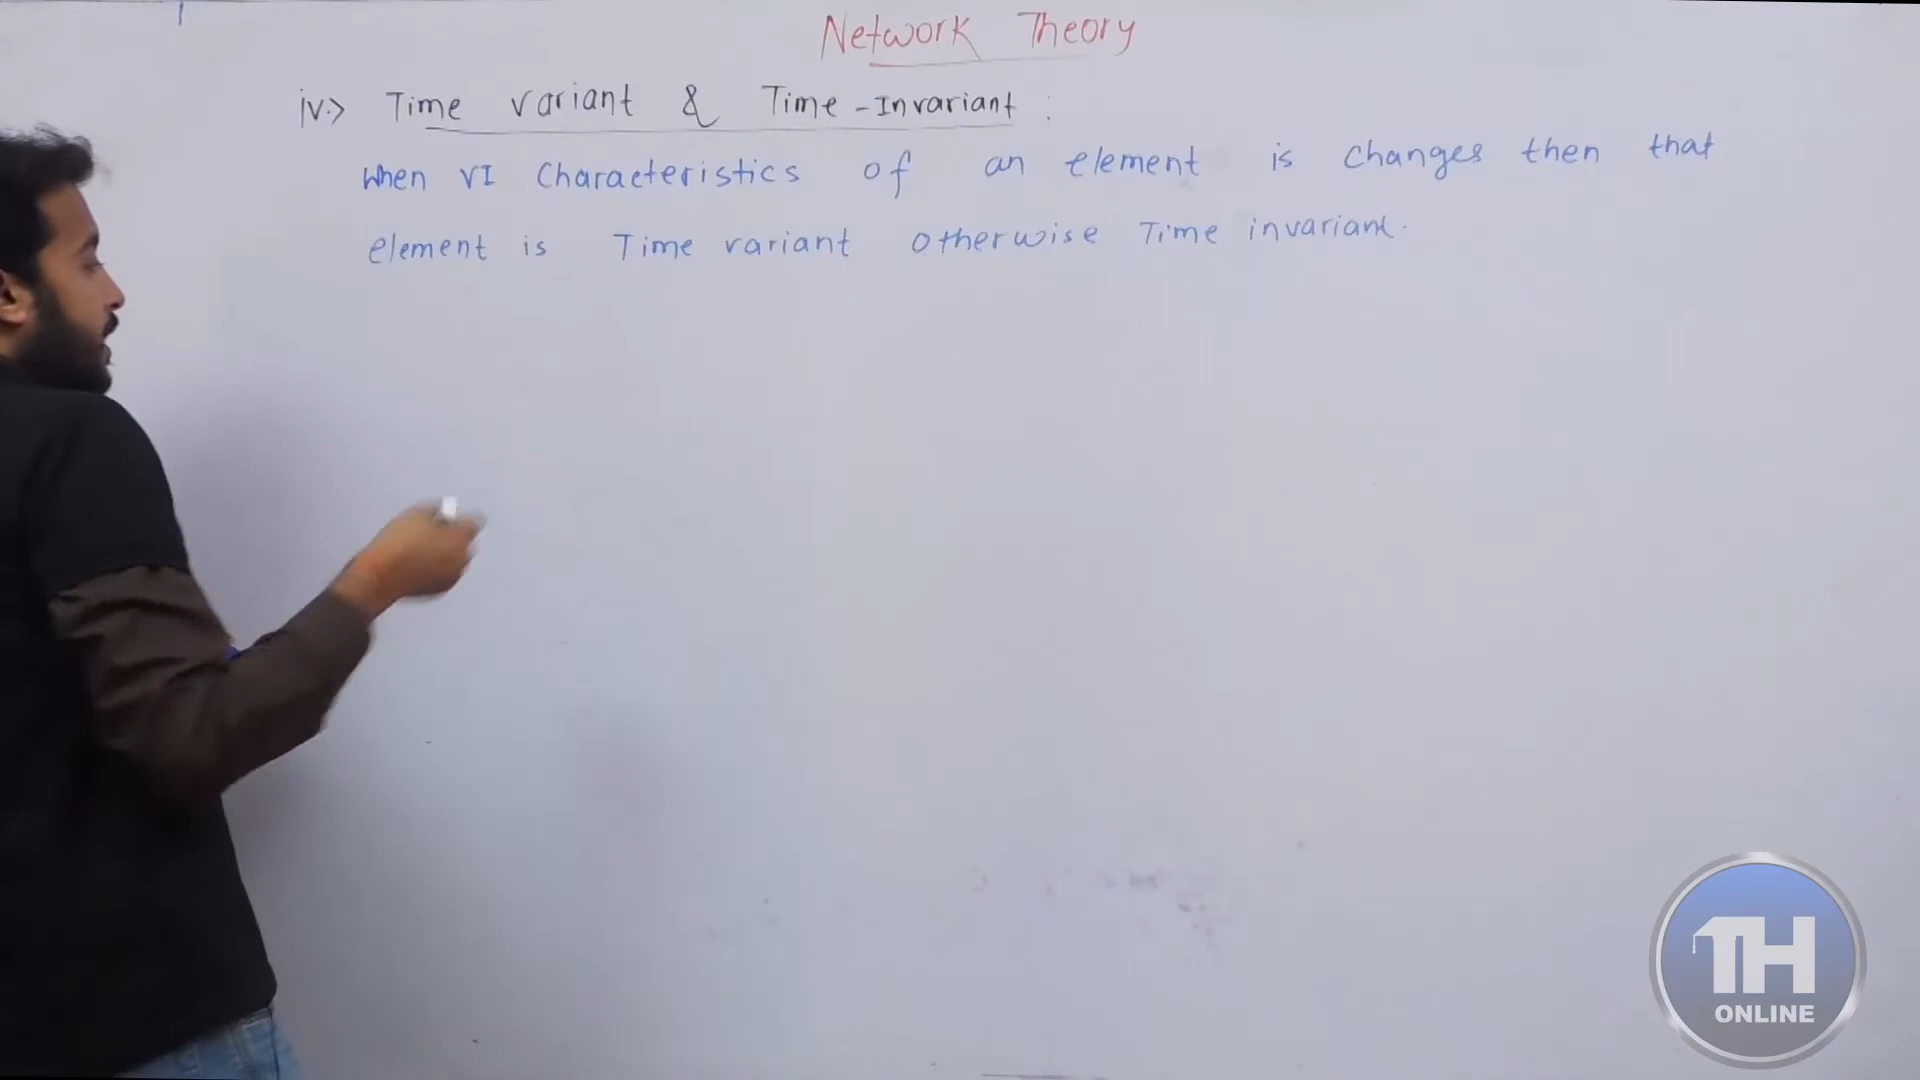 Network Theory
iv.> Time variant & Time-Invariant :
When VI Characteristics of an element is changes then that
element is Time variant otherwise Time invariant.
TH
ONLINE